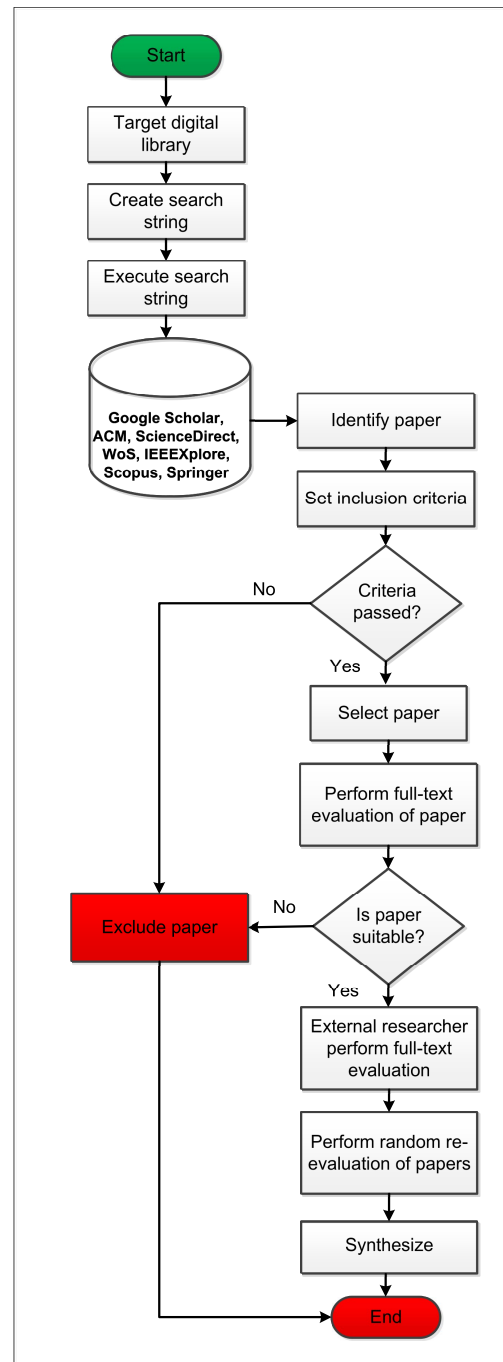 Start
Target digital
library
Create search
string
Execute search
string
Google Scholar,
ACM, ScienceDirect,
WoS, IEEEXplore,
Scopus, Springer
Identify paper
Set inclusion criteria
Criteria
passed?
No
Yes
Select paper
Perform full-text
evaluation of paper
Is paper
suitable?
No
Exclude paper
Yes
External researcher
perform full-text
evaluation
Perform random re-
evaluation of papers
Synthesize
End